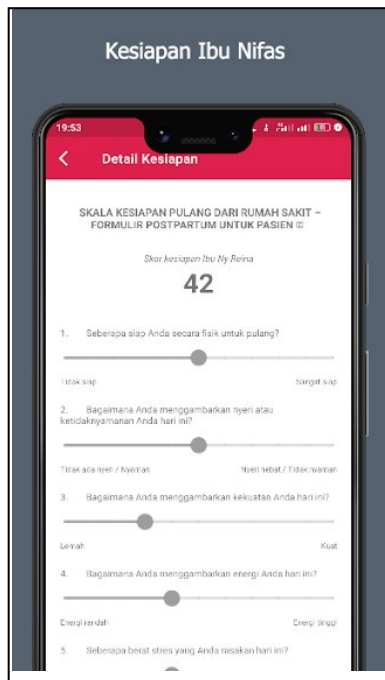 Kesiapan Ibu Nifas
19:53
Detail Kesiapan
SKALA KESIAPAN PULANG DARI RUMAH SAKIT –
FORMULIR POSTPARTUM UNTUK PASIEN ©
Skor kesiapan Ibu Ny Reina
42
1. Seberapa siap Anda secara fisik untuk pulang?
Tidak siap Sangat siap
2. Bagaimana Anda menggambarkan nyeri atau
ketidaknyamanan Anda hari ini?
Tidak ada nyeri / Nyaman Nyeri hebat / Tidak nyaman
3. Bagaimana Anda menggambarkan kekuatan Anda hari ini?
Lemah Kuat
4. Bagaimana Anda menggambarkan energi Anda hari ini?
Energi rendah Energi tinggi
5. Seberapa berat stres yang Anda rasakan hari ini?